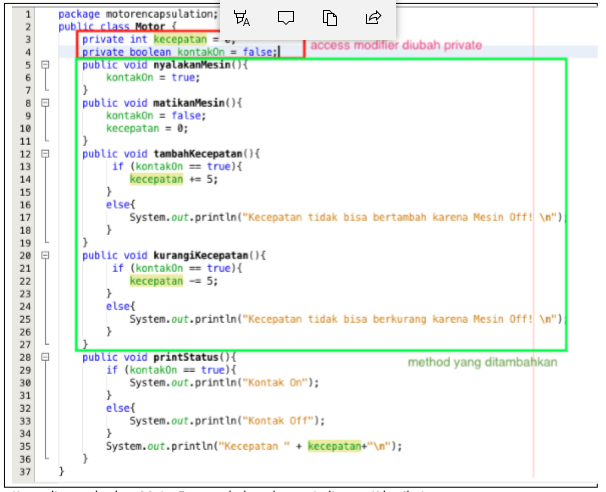 1 package motorencapsulation;
2 public class Motor {
3 private int kecepatan = 0;
4 private boolean kontakOn = false;
access modifier diubah private
5 public void nyalakanMesin(){
6 kontakOn = true;
7 }
8 public void matikanMesin(){
9 kontakOn = false;
10 kecepatan = 0;
11 }
12 public void tambahKecepatan(){
13 if (kontakOn == true){
14 kecepatan += 5;
15 }
16 else{
17 System.out.println("Kecepatan tidak bisa bertambah karena Mesin Off! \n");
18 }
19 }
20 public void kurangiKecepatan(){
21 if (kontakOn == true){
22 kecepatan -= 5;
23 }
24 else{
25 System.out.println("Kecepatan tidak bisa berkurang karena Mesin Off! \n");
26 }
27 }
28 public void printStatus(){
method yang ditambahkan
29 if (kontakOn == true){
30 System.out.println("Kontak On");
31 }
32 else{
33 System.out.println("Kontak Off");
34 }
35 System.out.println("Kecepatan " + kecepatan+"\n");
36 }
37 }